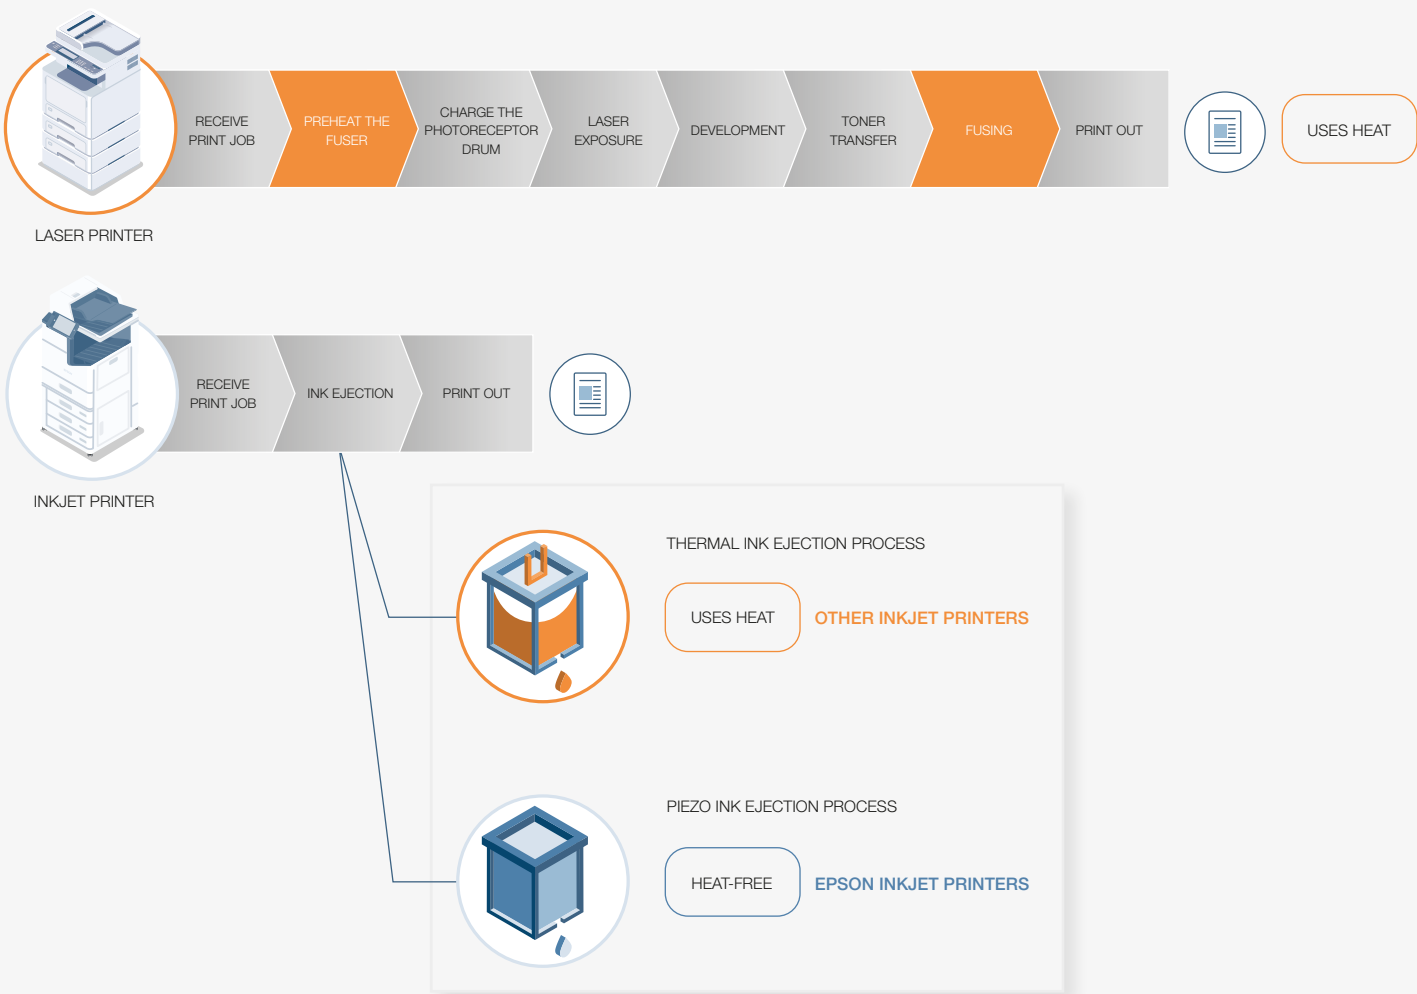 RECEIVE
PRINT JOB
PREHEAT THE
FUSER
CHARGE THE
PHOTORECEPTOR
DRUM
LASER
EXPOSURE
DEVELOPMENT
TONER
TRANSFER
FUSING
PRINT OUT
USES HEAT
LASER PRINTER
RECEIVE
PRINT JOB
INK EJECTION
PRINT OUT
INKJET PRINTER
THERMAL INK EJECTION PROCESS
USES HEAT
OTHER INKJET PRINTERS
PIEZO INK EJECTION PROCESS
HEAT-FREE
EPSON INKJET PRINTERS